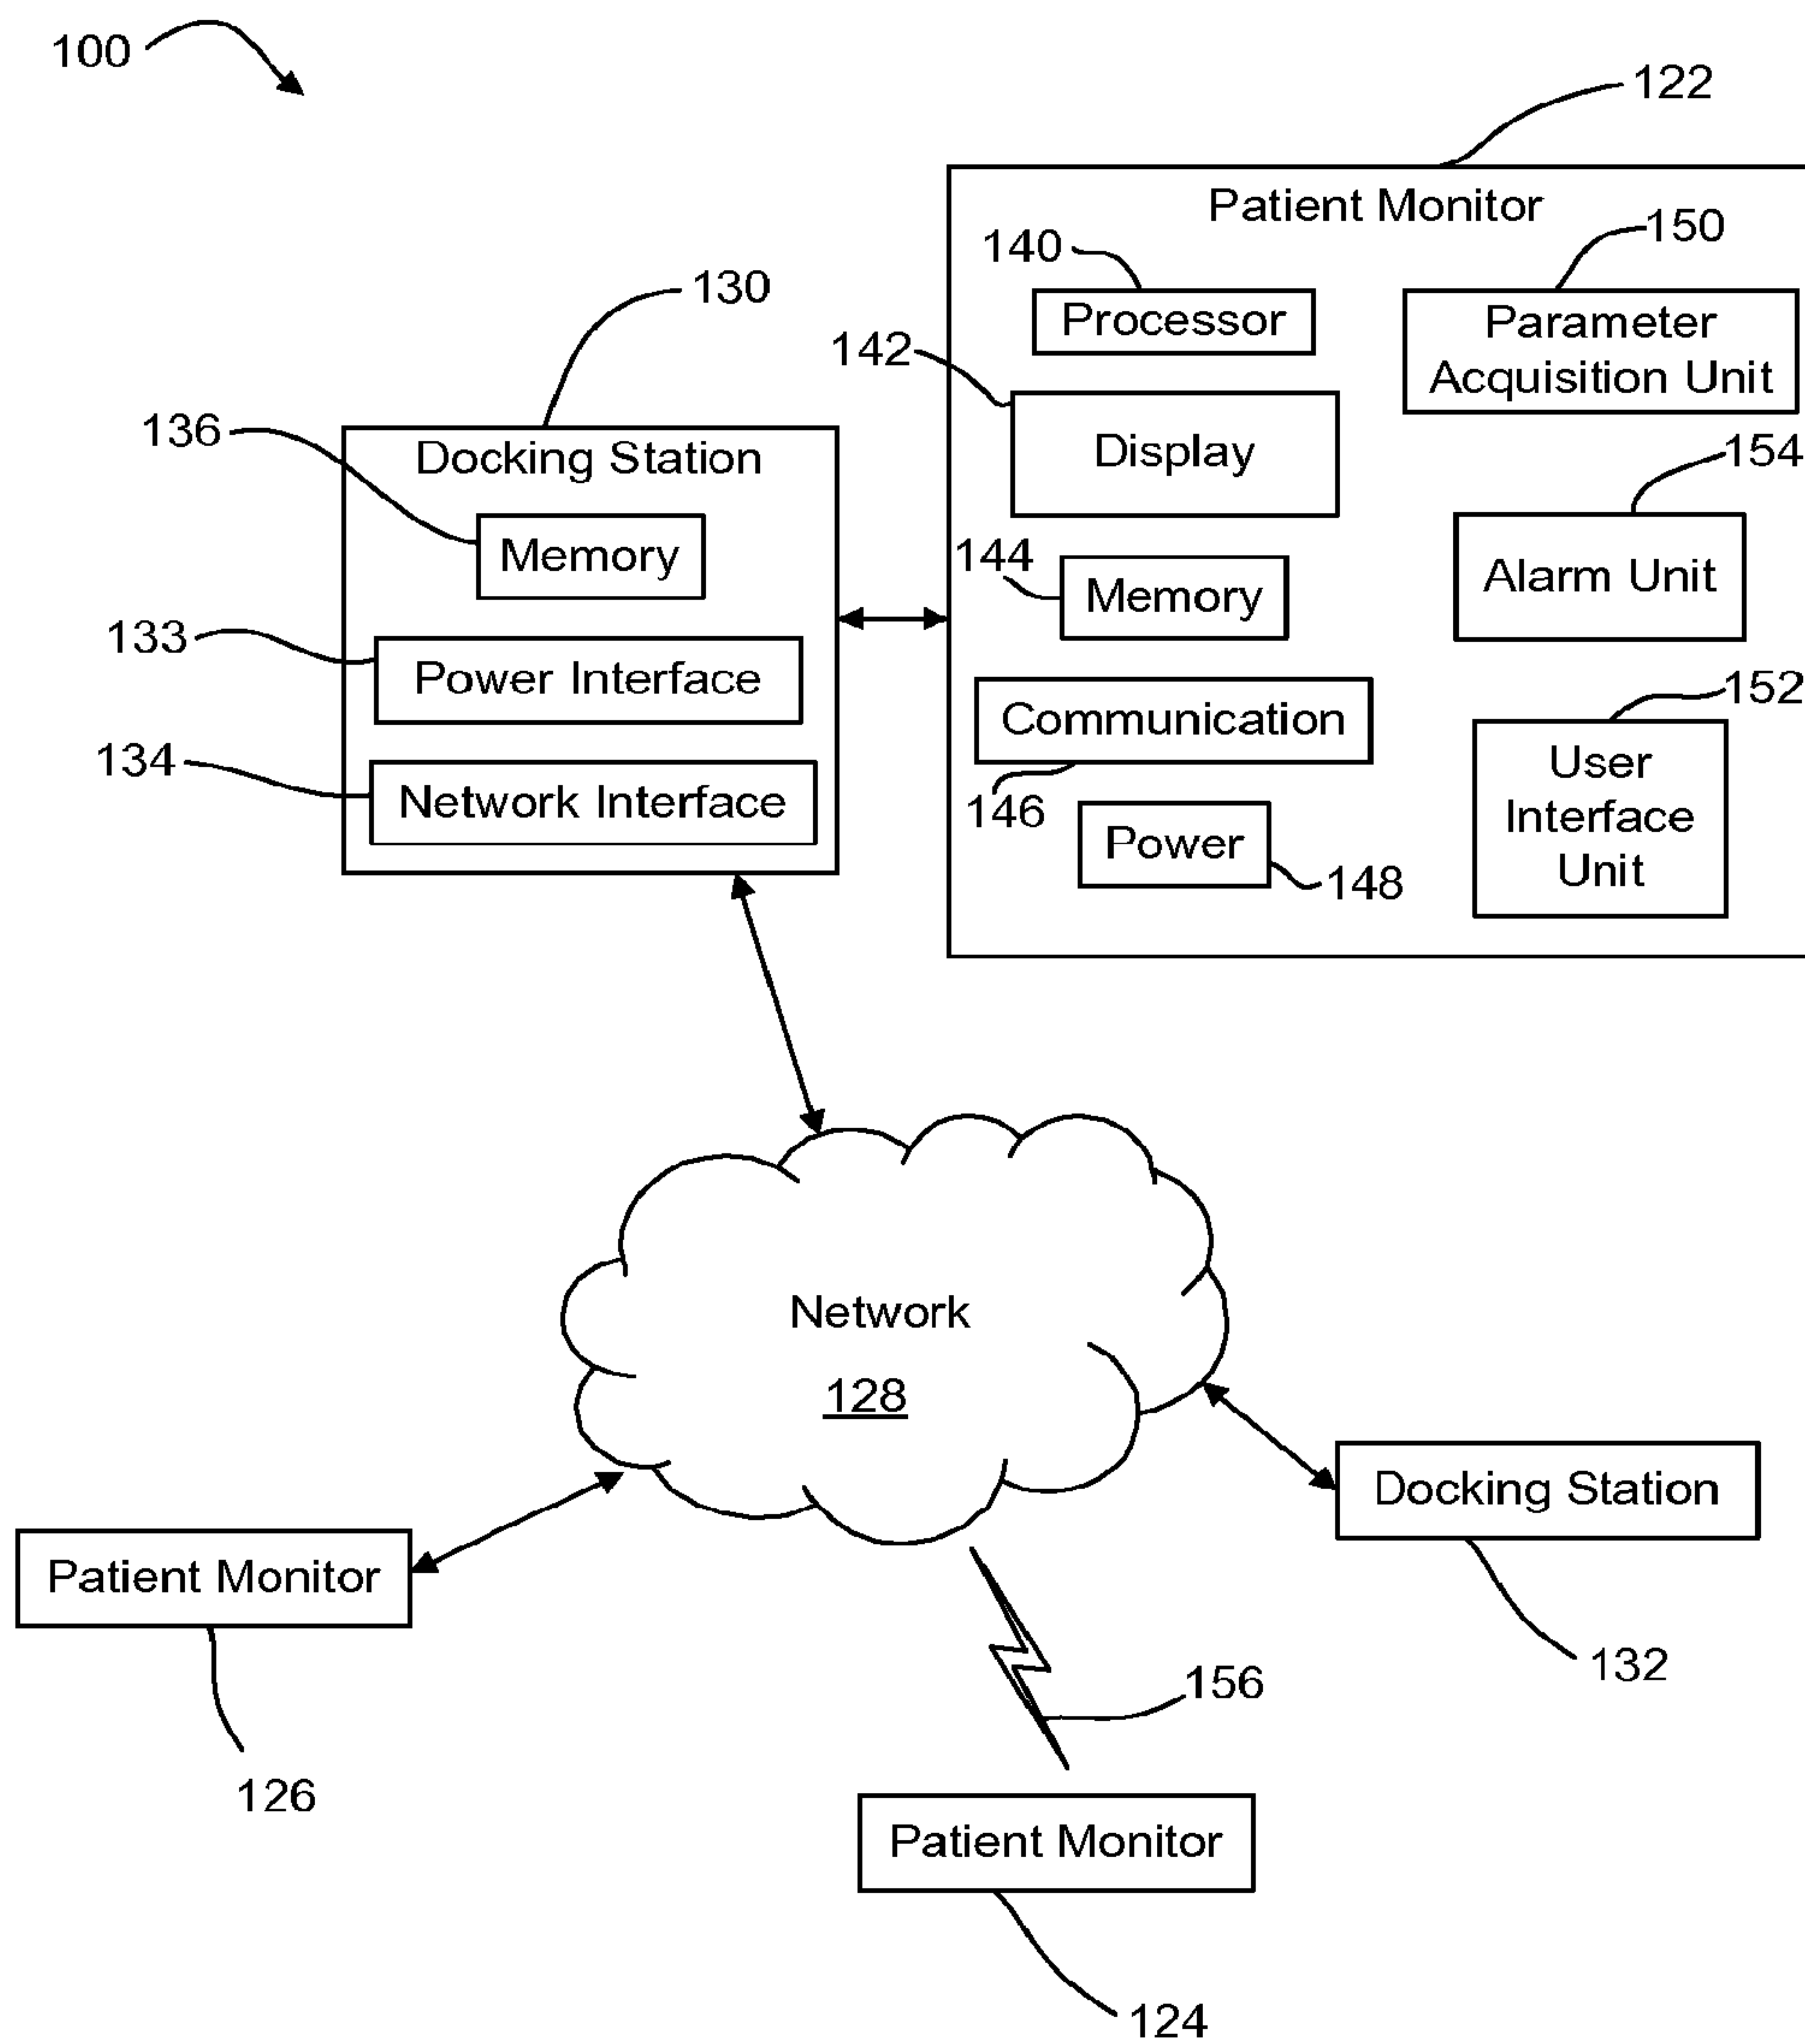 100
122
Patient Monitor
150
140
130
Processor
Parameter
Acquisition Unit
142
136
Docking Station
Display
154
Memory
144
Memory
Alarm Unit
133
Power Interface
152
Communication
134
Network Interface
146
User
Interface
Unit
Power
148
Network
128
Docking Station
Patient Monitor
132
156
126
Patient Monitor
124